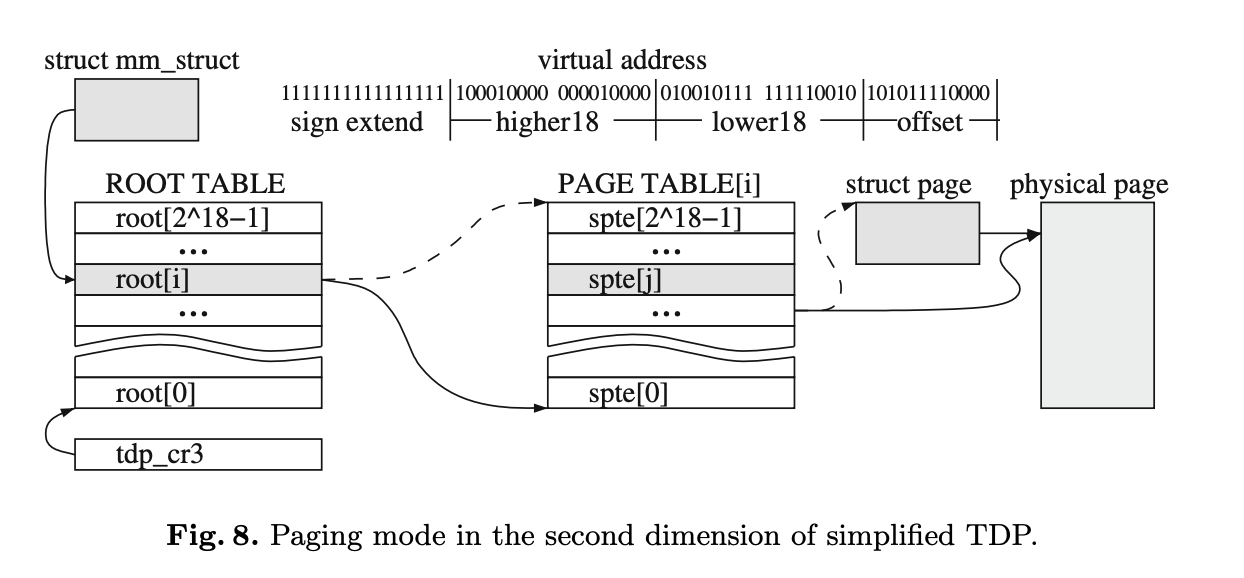 struct mm_struct
virtual address
1111111111111111 100010000 000010000 010010111 111110010 101011110000
sign extend higher18 lower18 offset
ROOT TABLE
root[2^18−1]
...
root[i]
...
root[0]
tdp_cr3
PAGE TABLE[i]
spte[2^18−1]
...
spte[j]
...
spte[0]
struct page
physical page
Fig. 8. Paging mode in the second dimension of simplified TDP.